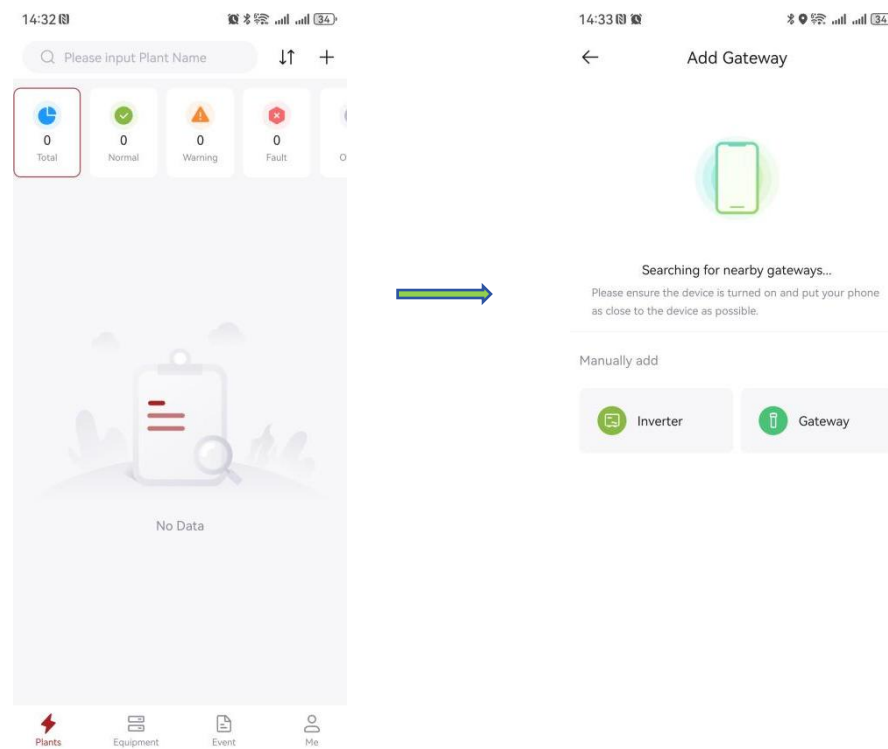 14:32
34
Please input Plant Name
0
Total
0
Normal
0
Warning
0
Fault
O
No Data
Plants
Equipment
Event
Me
14:33
34
Add Gateway
Searching for nearby gateways...
Please ensure the device is turned on and put your phone
as close to the device as possible.
Manually add
Inverter
Gateway